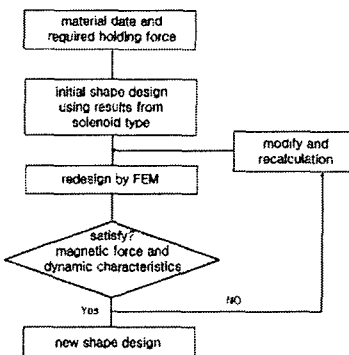 material date and
required holding force
initial shape design
using results from
solenoid type
modify and
recalculation
redesign by FEM
satisfy?
magnetic force and
dynamic characteristics
Yes
NO
new shape design